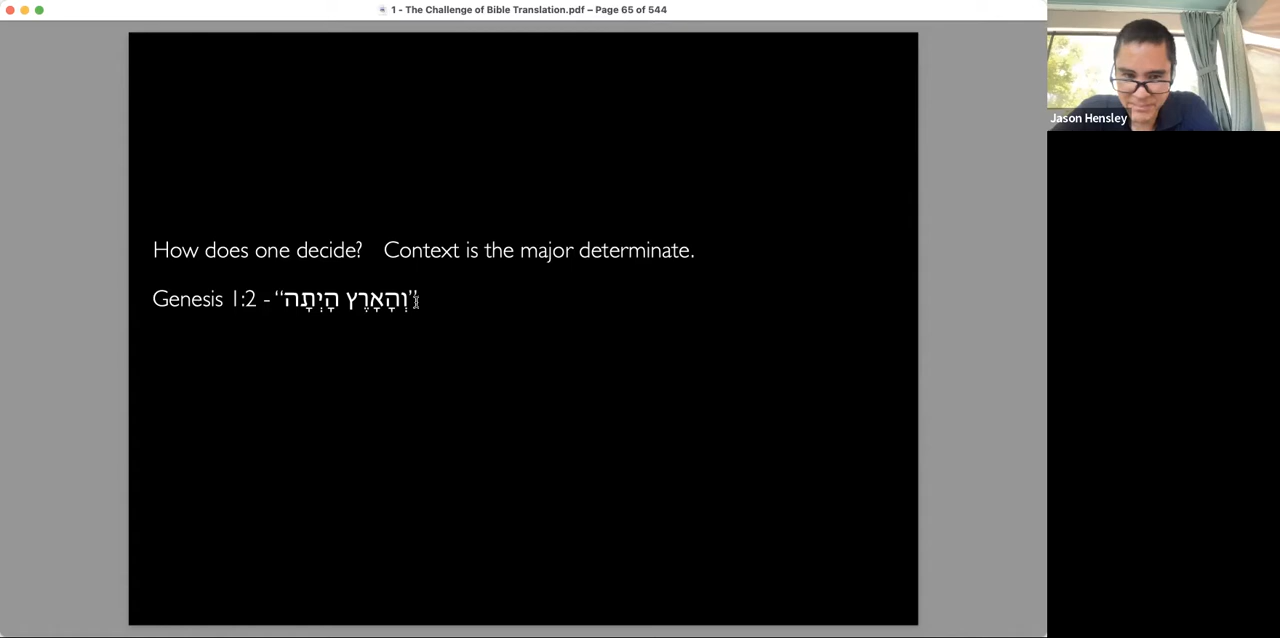 1 - The Challenge of Bible Translation.pdf – Page 65 of 544
Jason Hensley
How does one decide? Context is the major determinate.
Genesis 1:2 - “וְהָאָרֶץ הָיְתָה”